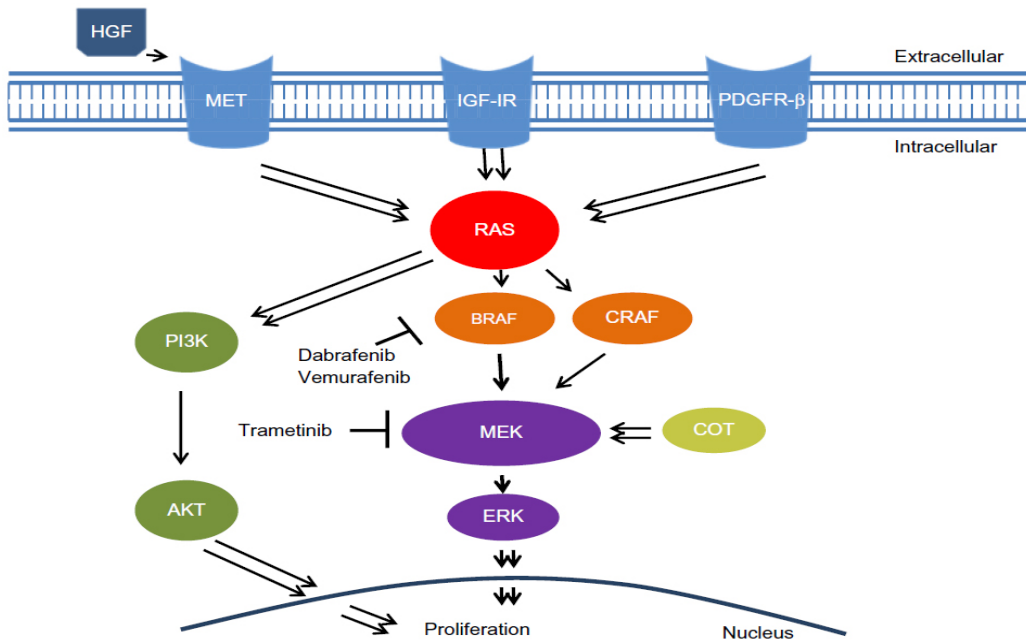 HGF
Extracellular
MET
IGF-IR
PDGFR-β
Intracellular
RAS
BRAF
CRAF
PI3K
Dabrafenib
Vemurafenib
Trametinib
MEK
COT
AKT
ERK
Proliferation
Nucleus